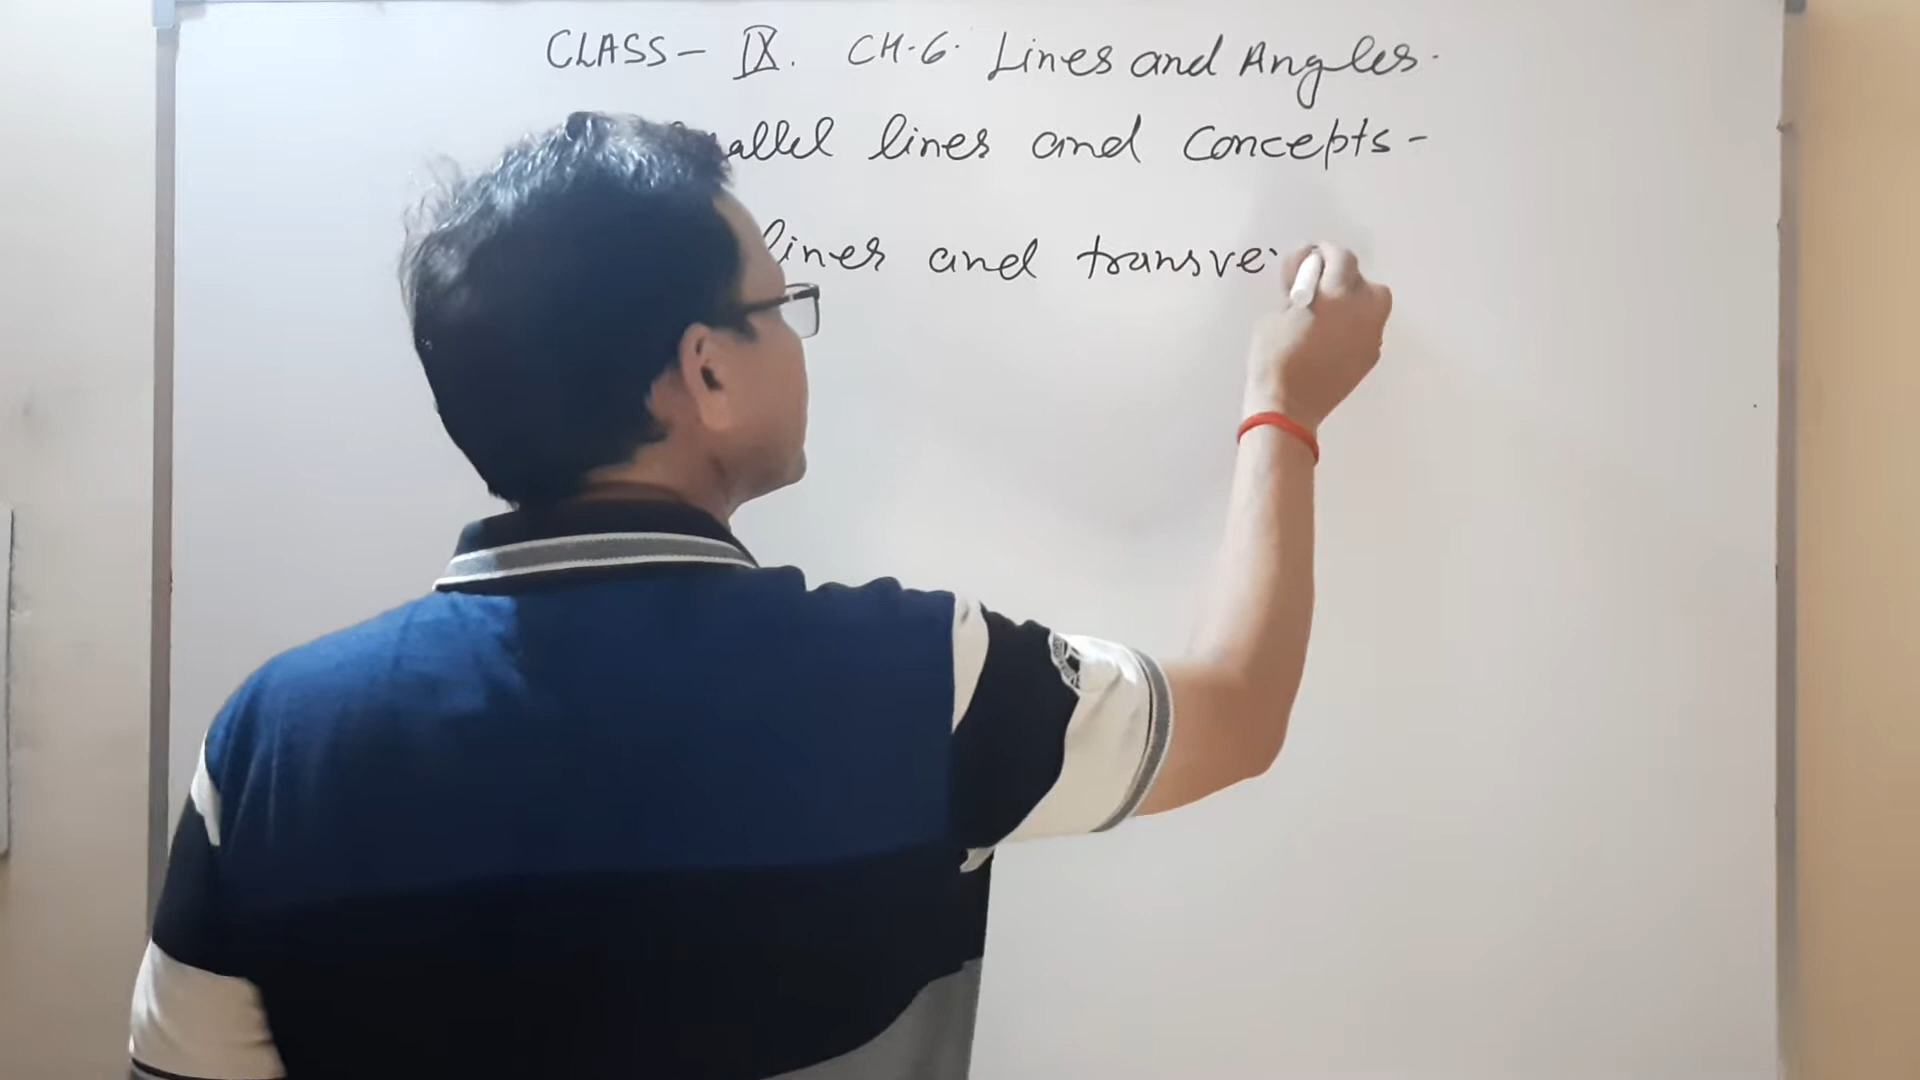 CLASS- IX. CH.6. Lines and Angles.
allel lines and Concepts-
lines and transve